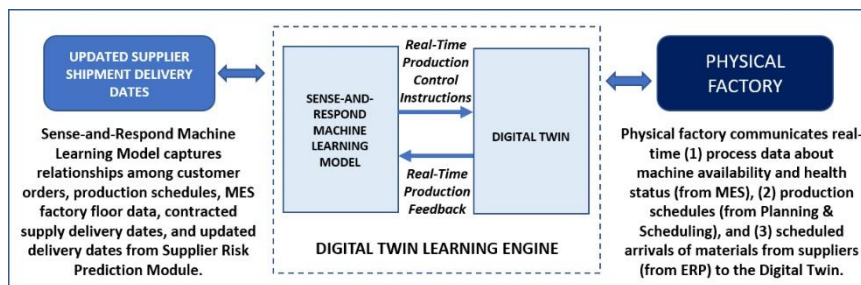 UPDATED SUPPLIER
SHIPMENT DELIVERY
DATES
Sense-and-Respond Machine
Learning Model captures
relationships among customer
orders, production schedules, MES
factory floor data, contracted
supply delivery dates, and updated
delivery dates from Supplier Risk
Prediction Module.
SENSE-AND-
RESPOND
MACHINE
LEARNING
MODEL
Real-Time
Production
Control
Instructions
Real-Time
Production
Feedback
DIGITAL TWIN
DIGITAL TWIN LEARNING ENGINE
PHYSICAL
FACTORY
Physical factory communicates real-
time (1) process data about
machine availability and health
status (from MES), (2) production
schedules (from Planning &
Scheduling), and (3) scheduled
arrivals of materials from suppliers
(from ERP) to the Digital Twin.